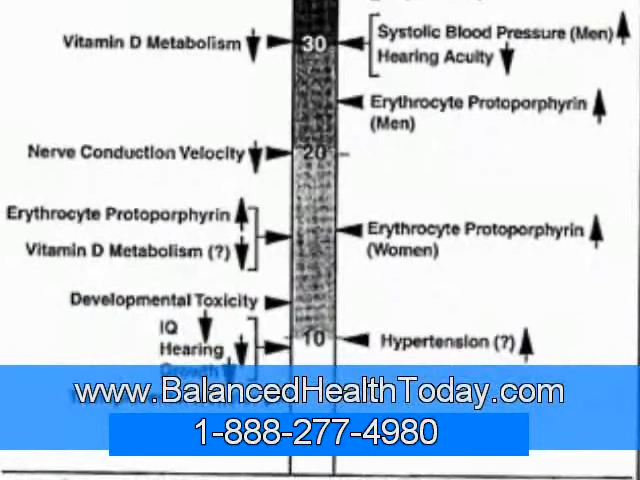 Systolic Blood Pressure (Men)
Vitamin D Metabolism
30
Hearing Acuity
Erythrocyte Protoporphyrin
(Men)
Nerve Conduction Velocity
20
Erythrocyte Protoporphyrin
Erythrocyte Protoporphyrin
(Women)
Vitamin D Metabolism (?)
Developmental Toxicity
IQ
10
Hypertension (?)
Hearing
Growth
www.BalancedHealthToday.com
1-888-277-4980